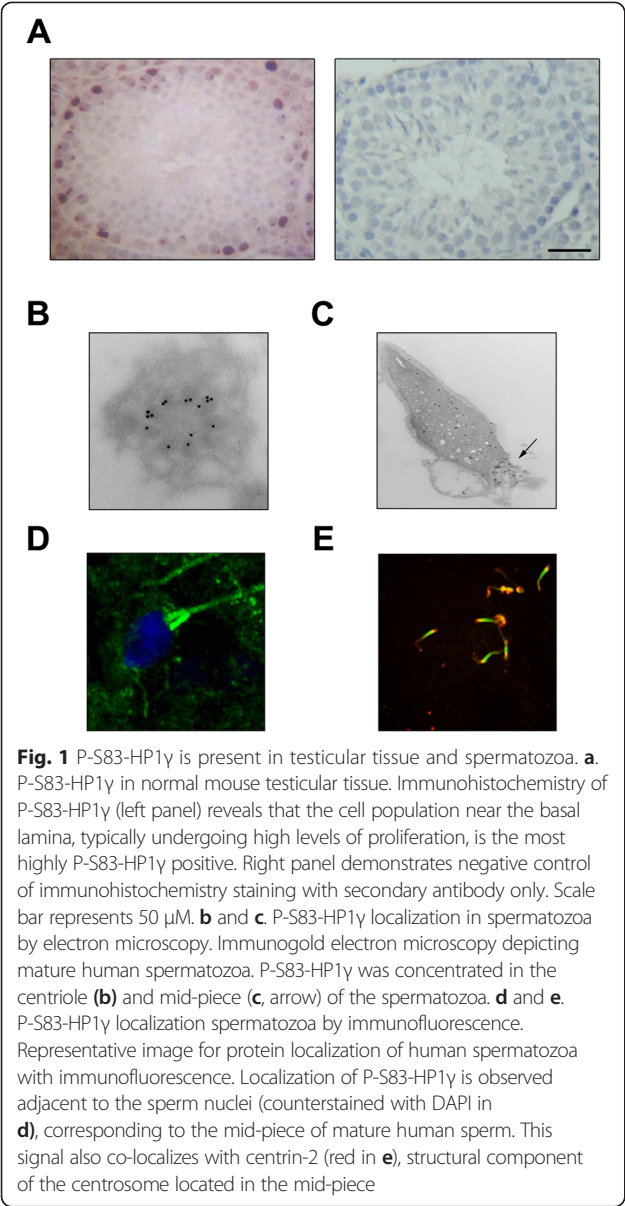 A
B
C
D
E
Fig. 1 P-S83-HP1γ is present in testicular tissue and spermatozoa. a.
P-S83-HP1γ in normal mouse testicular tissue. Immunohistochemistry of
P-S83-HP1γ (left panel) reveals that the cell population near the basal
lamina, typically undergoing high levels of proliferation, is the most
highly P-S83-HP1γ positive. Right panel demonstrates negative control
of immunohistochemistry staining with secondary antibody only. Scale
bar represents 50 μM. b and c. P-S83-HP1γ localization in spermatozoa
by electron microscopy. Immunogold electron microscopy depicting
mature human spermatozoa. P-S83-HP1γ was concentrated in the
centriole (b) and mid-piece (c, arrow) of the spermatozoa. d and e.
P-S83-HP1γ localization spermatozoa by immunofluorescence.
Representative image for protein localization of human spermatozoa
with immunofluorescence. Localization of P-S83-HP1γ is observed
adjacent to the sperm nuclei (counterstained with DAPI in
d), corresponding to the mid-piece of mature human sperm. This
signal also co-localizes with centrin-2 (red in e), structural component
of the centrosome located in the mid-piece